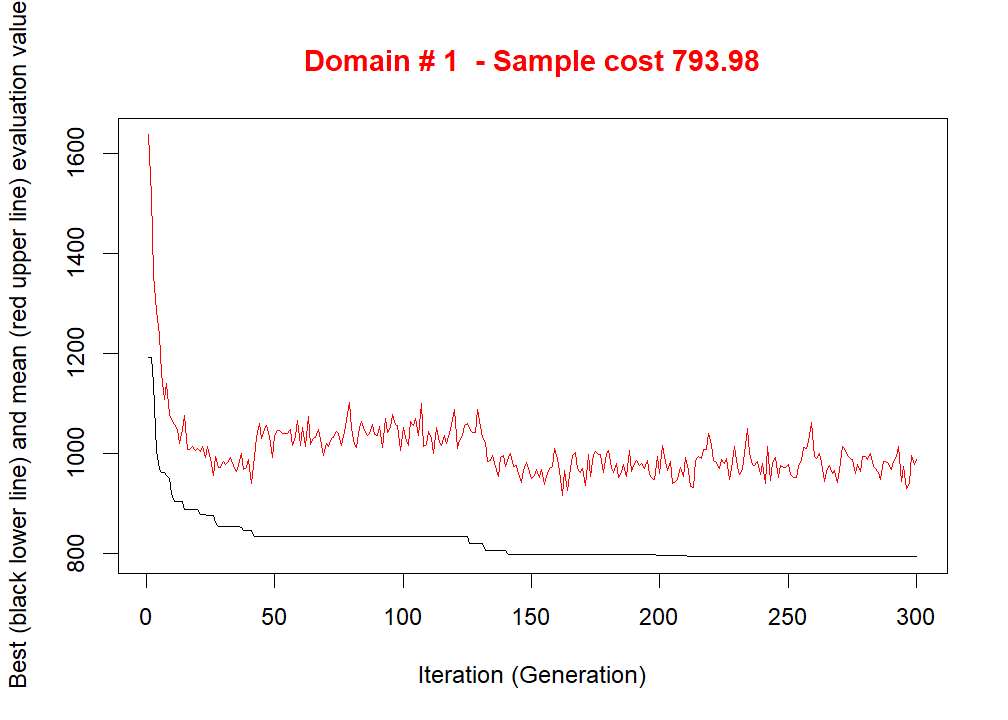 Domain # 1  - Sample cost 793.98
Best (black lower line) and mean (red upper line) evaluation value
1600
1400
1200
1000
800
0 50 100 150 200 250 300
Iteration (Generation)